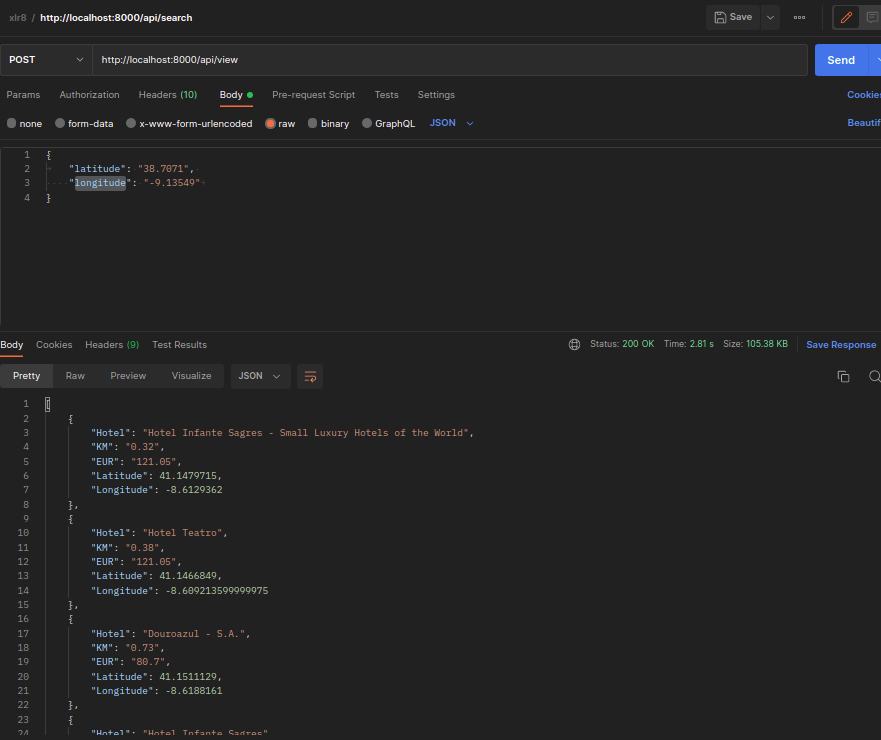 xlr8 / http://localhost:8000/api/search
Save
POST
http://localhost:8000/api/view
Send
Params Authorization Headers (10) Body Pre-request Script Tests Settings Cookie
none form-data x-www-form-urlencoded raw binary GraphQL JSON Beautif
1 {
2 "latitude": "38.7071",
3 "longitude": "-9.13549"
4 }
Body Cookies Headers (9) Test Results Status: 200 OK Time: 2.81 s Size: 105.38 KB Save Response
Pretty Raw Preview Visualize JSON
1 [
2 {
3 "Hotel": "Hotel Infante Sagres - Small Luxury Hotels of the World",
4 "KM": "0.32",
5 "EUR": "121.05",
6 "Latitude": 41.1479715,
7 "Longitude": -8.6129362
8 },
9 {
10 "Hotel": "Hotel Teatro",
11 "KM": "0.38",
12 "EUR": "121.05",
13 "Latitude": 41.1466849,
14 "Longitude": -8.609213599999975
15 },
16 {
17 "Hotel": "Douroazul - S.A.",
18 "KM": "0.73",
19 "EUR": "80.7",
20 "Latitude": 41.1511129,
21 "Longitude": -8.6188161
22 },
23 {
24 "Hotel": "Hotel Infante Sagres"